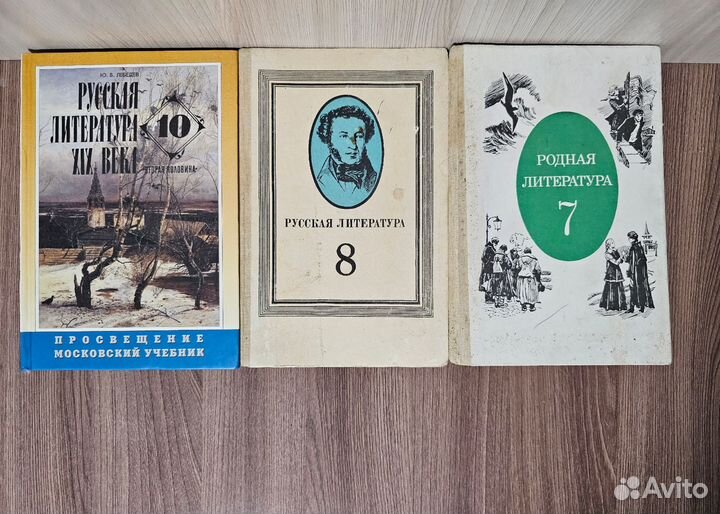 Ю. В. ЛЕБЕДЕВ
РУССКАЯ
ЛИТЕРАТУРА
XIX ВЕКА
10
ВТОРАЯ ПОЛОВИНА
ПРОСВЕЩЕНИЕ
МОСКОВСКИЙ УЧЕБНИК
РУССКАЯ ЛИТЕРАТУРА
8
РОДНАЯ
ЛИТЕРАТУРА
7
Avito